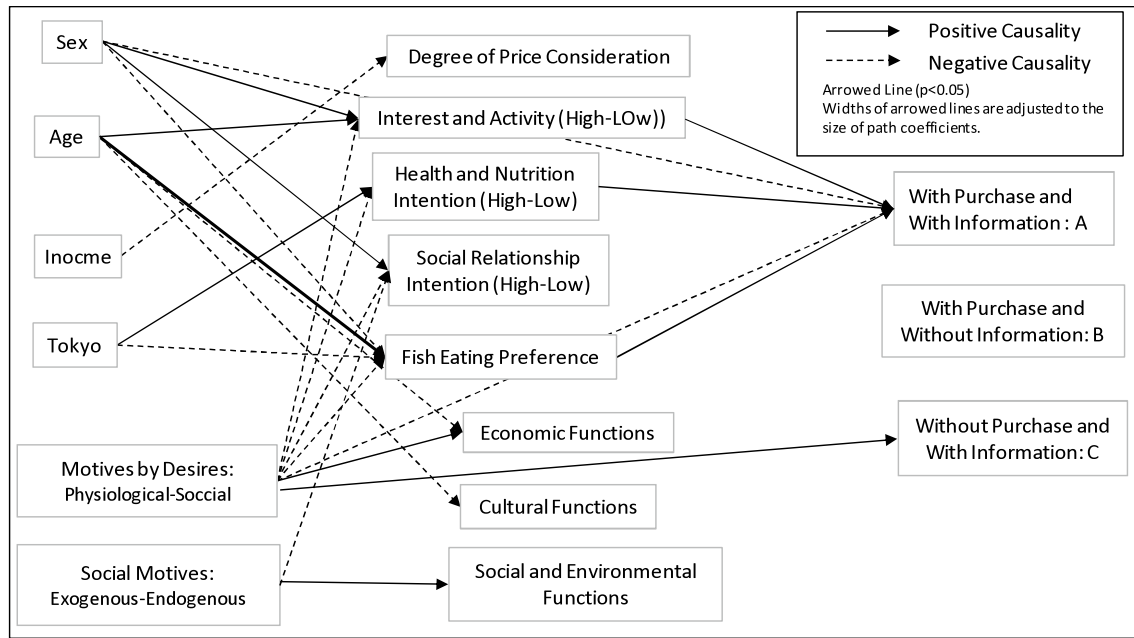 Sex
Age
Inocme
Tokyo
Motives by Desires:
Physiological-Soccial
Social Motives:
Exogenous-Endogenous
Degree of Price Consideration
Interest and Activity (High-LOw))
Health and Nutrition
Intention (High-Low)
Social Relationship
Intention (High-Low)
Fish Eating Preference
Economic Functions
Cultural Functions
Social and Environmental
Functions
Positive Causality
Negative Causality
Arrowed Line (p<0.05)
Widths of arrowed lines are adjusted to the
size of path coefficients.
With Purchase and
With Information : A
With Purchase and
Without Information: B
Without Purchase and
With Information: C